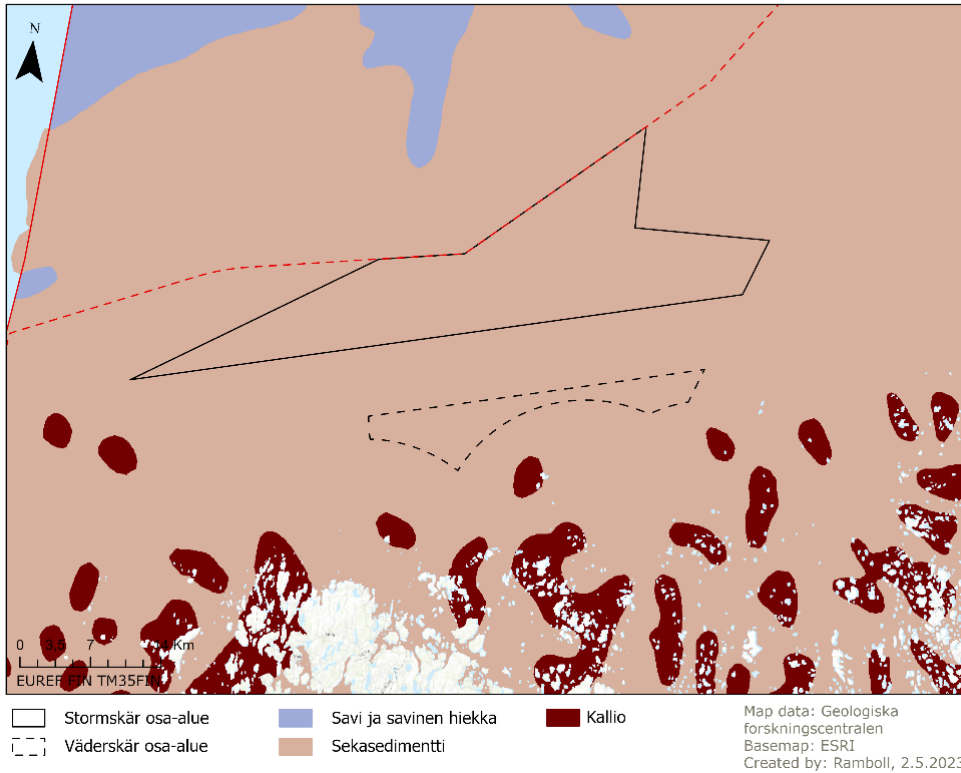 N
0 3,5 7 14 Km
EUREF FIN TM35FIN
Stormskär osa-alue
Väderskär osa-alue
Savi ja savinen hiekka
Sekasedimentti
Kallio
Map data: Geologiska
forskningscentralen
Basemap: ESRI
Created by: Ramboll, 2.5.2023